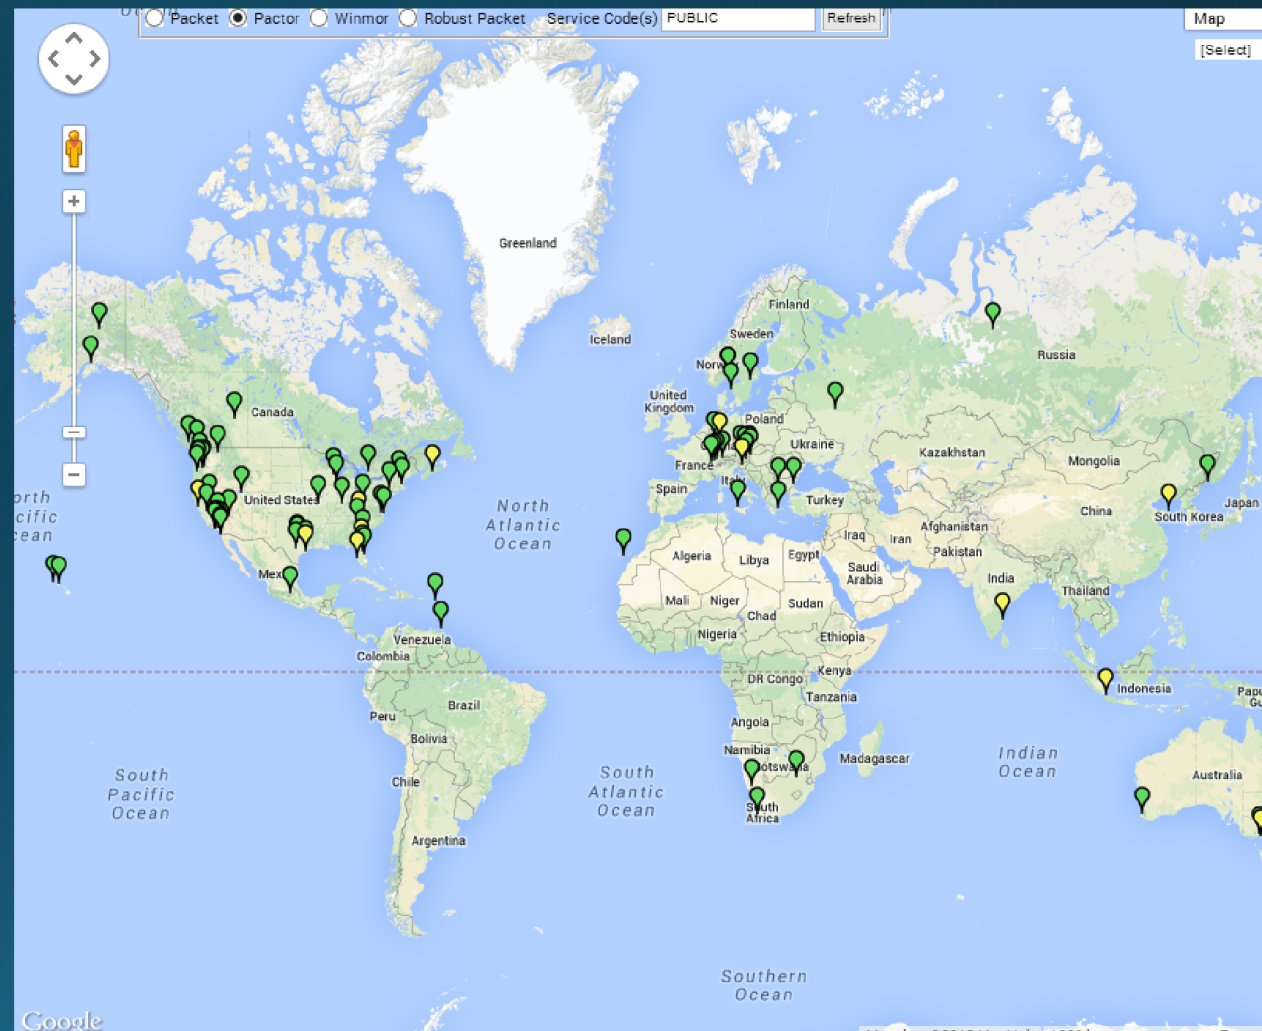 Packet Pactor Winmor Robust Packet Service Code(s) PUBLIC Refresh
Map
[Select]
Greenland
Finland
Iceland
Sweden
Russia
United
Kingdom
Canada
Poland
Ukraine
Kazakhstan
Mongolia
France
Spain
United States
Turkey
China
South Korea
Japan
North
Atlantic
Ocean
Afghanistan
Iraq
Iran
Pakistan
Algeria
Libya
Egypt
Saudi
Arabia
India
Thailand
Mali
Niger
Chad
Sudan
Nigeria
Ethiopia
Venezuela
Colombia
DR Congo
Kenya
Tanzania
Indonesia
Brazil
Peru
Angola
Bolivia
Namibia
Madagascar
Indian
Ocean
South
Pacific
Ocean
South
Atlantic
Ocean
Chile
Australia
South
Africa
Argentina
Southern
Ocean
Google